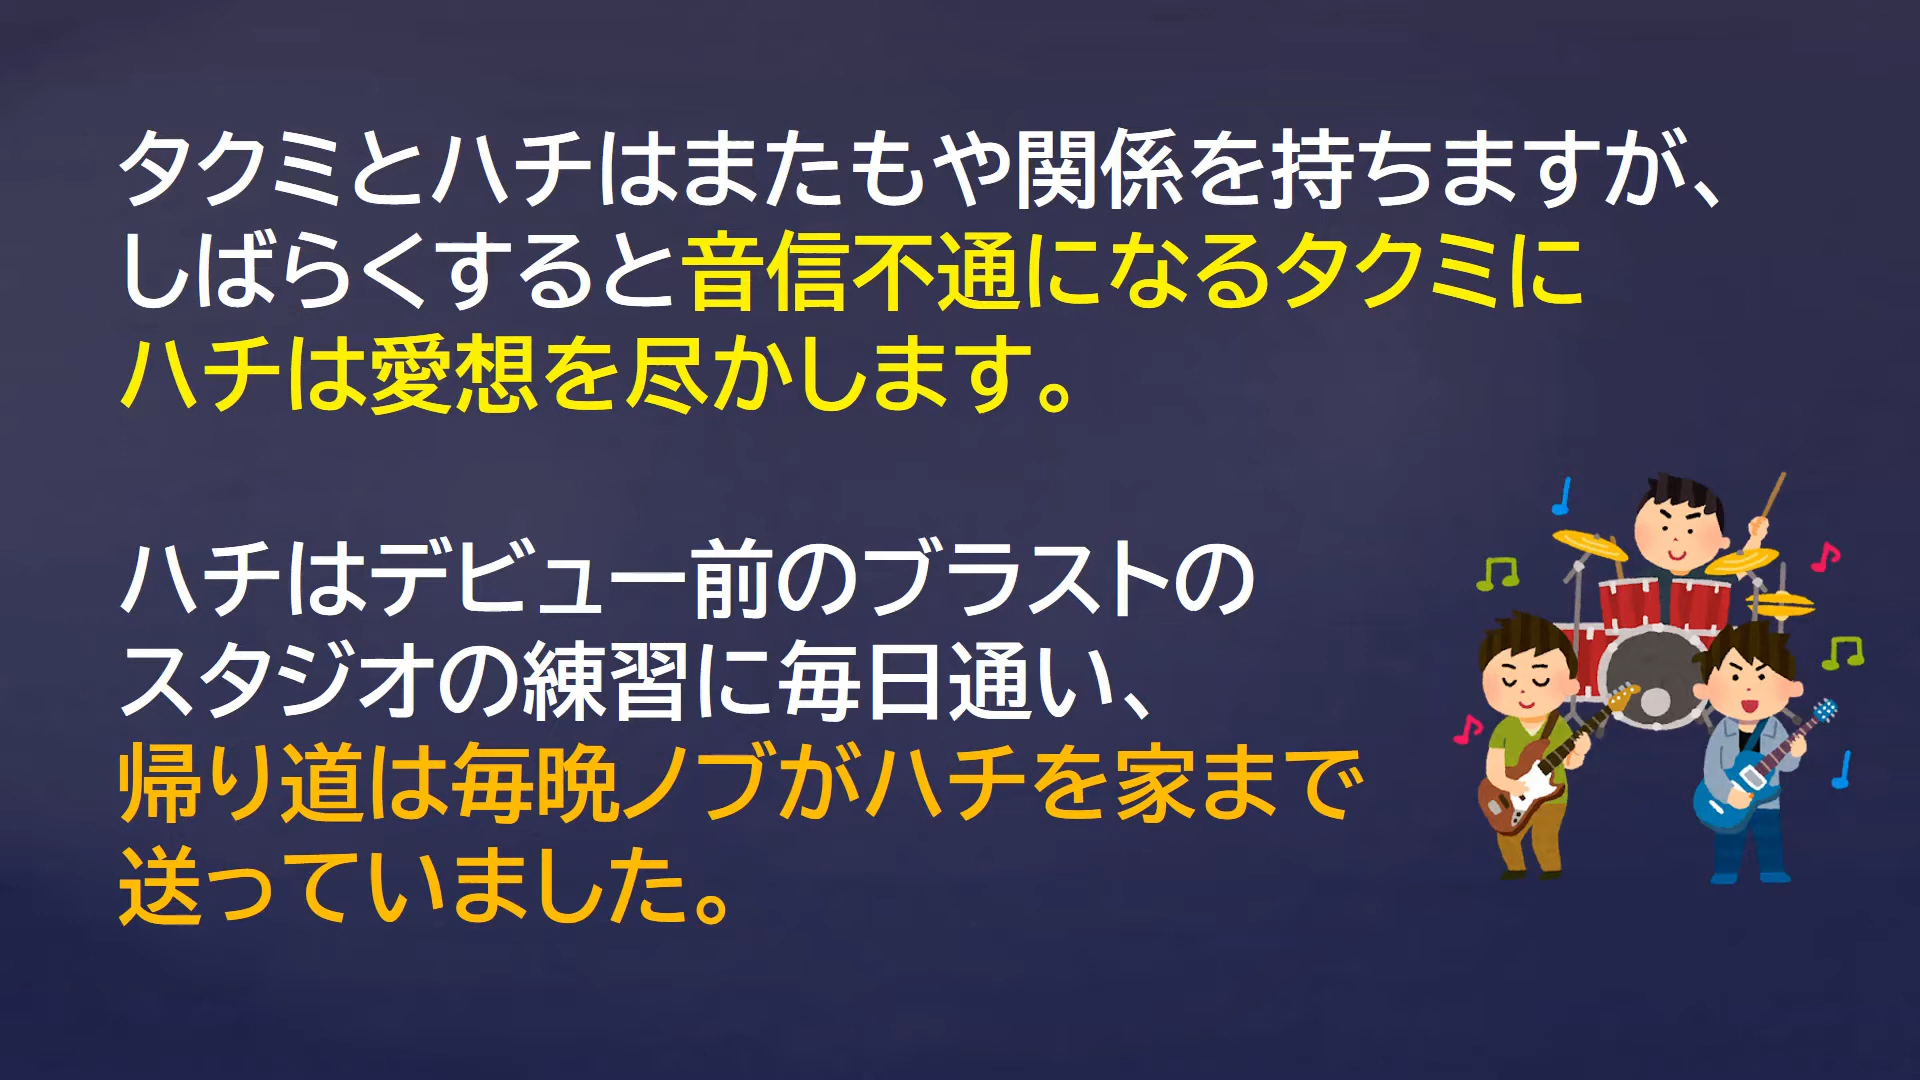 タクミとハチはまたもや関係を持ちますが、
しばらくすると音信不通になるタクミに
ハチは愛想を尽かします。
ハチはデビュー前のブラストの
スタジオの練習に毎日通い、
帰り道は毎晩ノブがハチを家まで
送っていました。